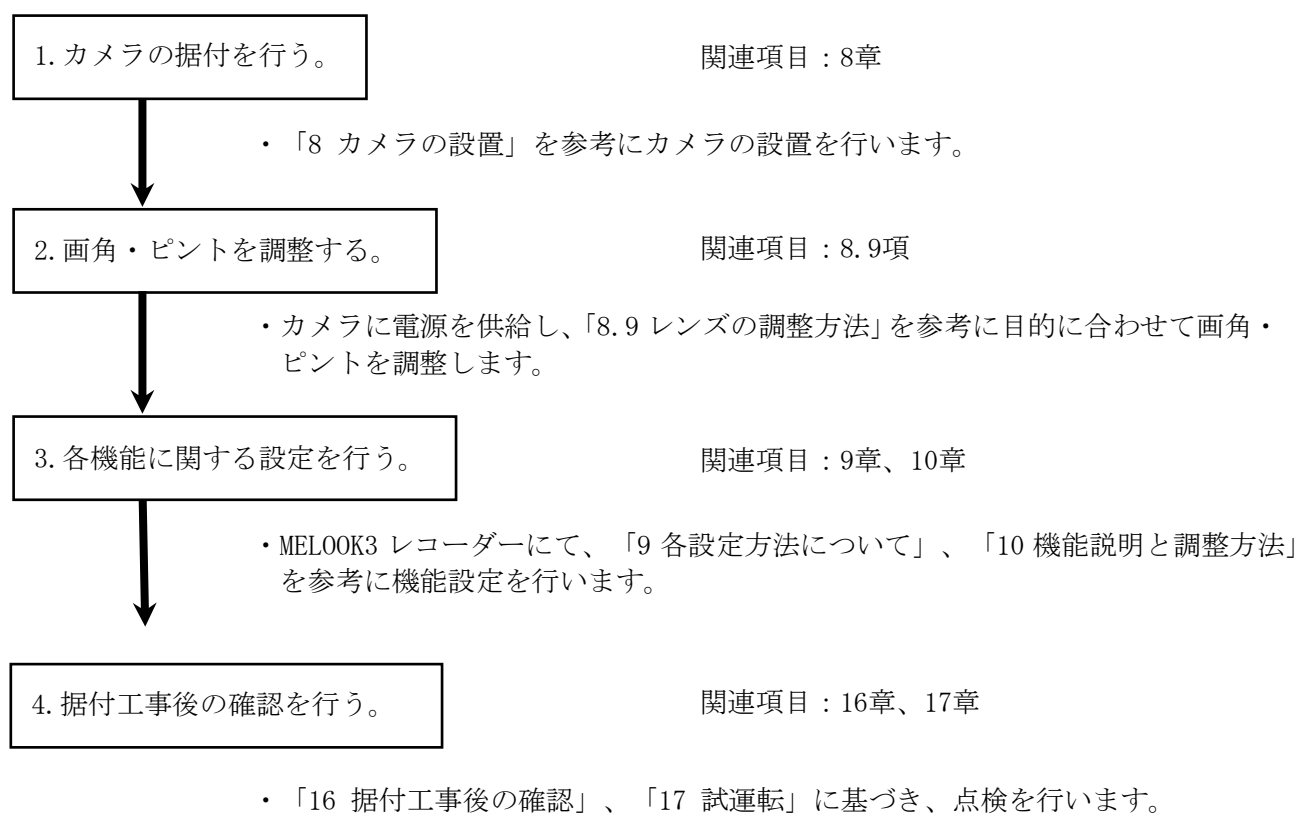 1.カメラの据付を行う。 関連項目：8章
・「8 カメラの設置」を参考にカメラの設置を行います。
2.画角・ピントを調整する。 関連項目：8.9項
・カメラに電源を供給し、「8.9 レンズの調整方法」を参考に目的に合わせて画角・
ピントを調整します。
3.各機能に関する設定を行う。 関連項目：9章、10章
・MELOOK3 レコーダーにて、「9 各設定方法について」、「10 機能説明と調整方法」
を参考に機能設定を行います。
4.据付工事後の確認を行う。 関連項目：16章、17章
・「16 据付工事後の確認」、「17 試運転」に基づき、点検を行います。